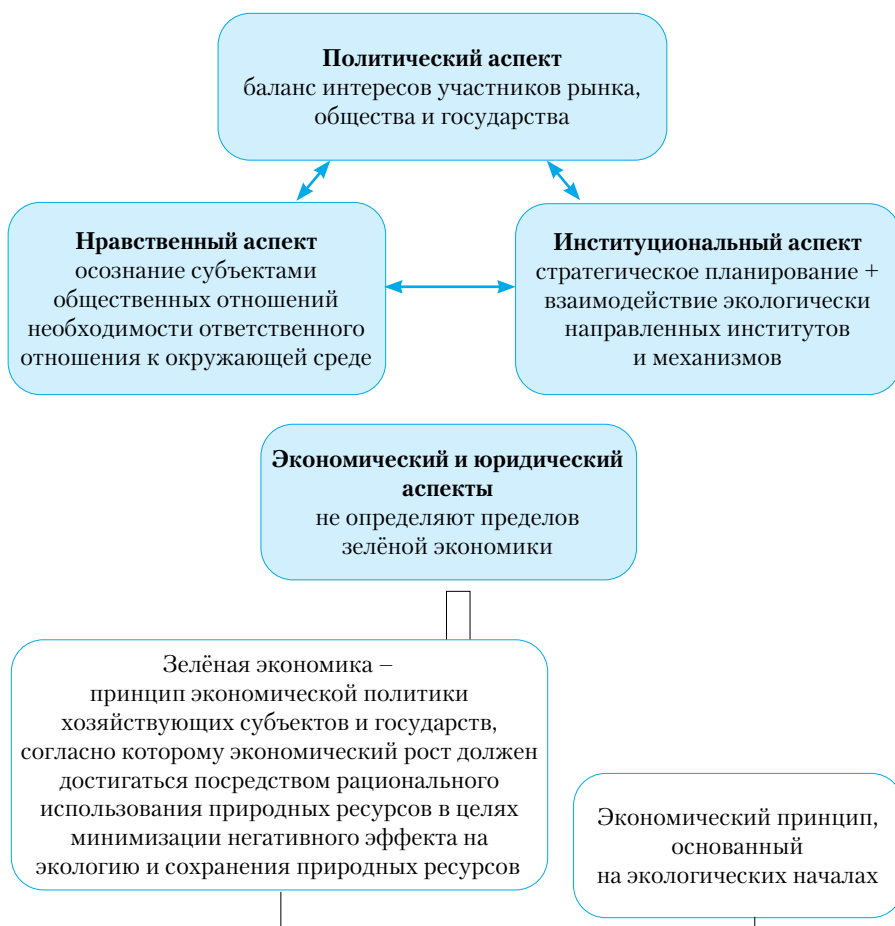 Политический аспект
баланс интересов участников рынка,
общества и государства
Нравственный аспект
осознание субъектами
общественных отношений
необходимости ответственного
отношения к окружающей среде
Институциональный аспект
стратегическое планирование +
взаимодействие экологически
направленных институтов
и механизмов
Экономический и юридический
аспекты
не определяют пределов
зелёной экономики
Зелёная экономика –
принцип экономической политики
хозяйствующих субъектов и государств,
согласно которому экономический рост должен
достигаться посредством рационального
использования природных ресурсов в целях
минимизации негативного эффекта на
экологию и сохранения природных ресурсов
Экономический принцип,
основанный
на экологических началах